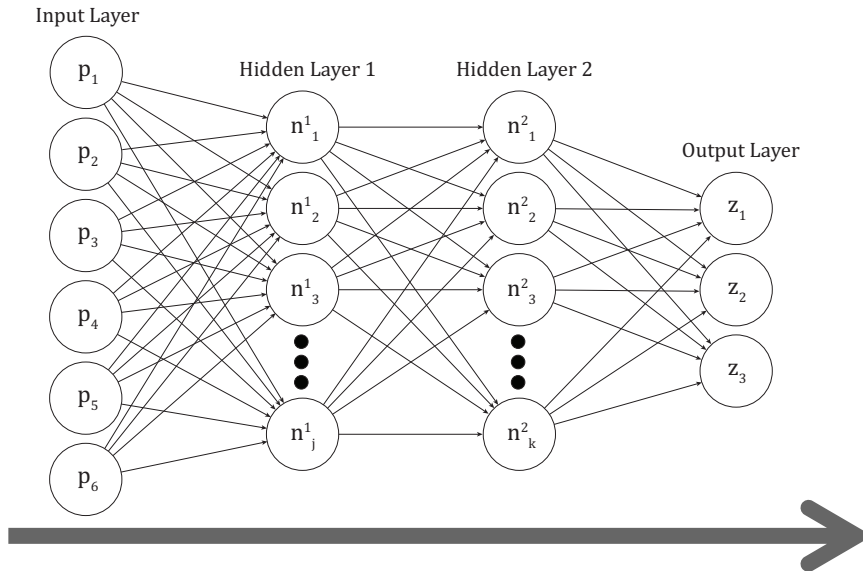 Input Layer
Hidden Layer 1
Hidden Layer 2
Output Layer
p₁
p₂
p₃
p₄
p₅
p₆
n¹₁
n¹₂
n¹₃
n¹ⱼ
n²₁
n²₂
n²₃
n²ₖ
z₁
z₂
z₃